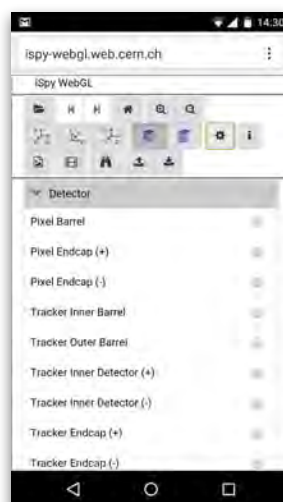 14:30
ispy-webgl.web.cern.ch
iSpy WebGL
Detector
Pixel Barrel
Pixel Endcap (+)
Pixel Endcap (-)
Tracker Inner Barrel
Tracker Outer Barrel
Tracker Inner Detector (+)
Tracker Inner Detector (-)
Tracker Endcap (+)
Tracker Endcap (-)